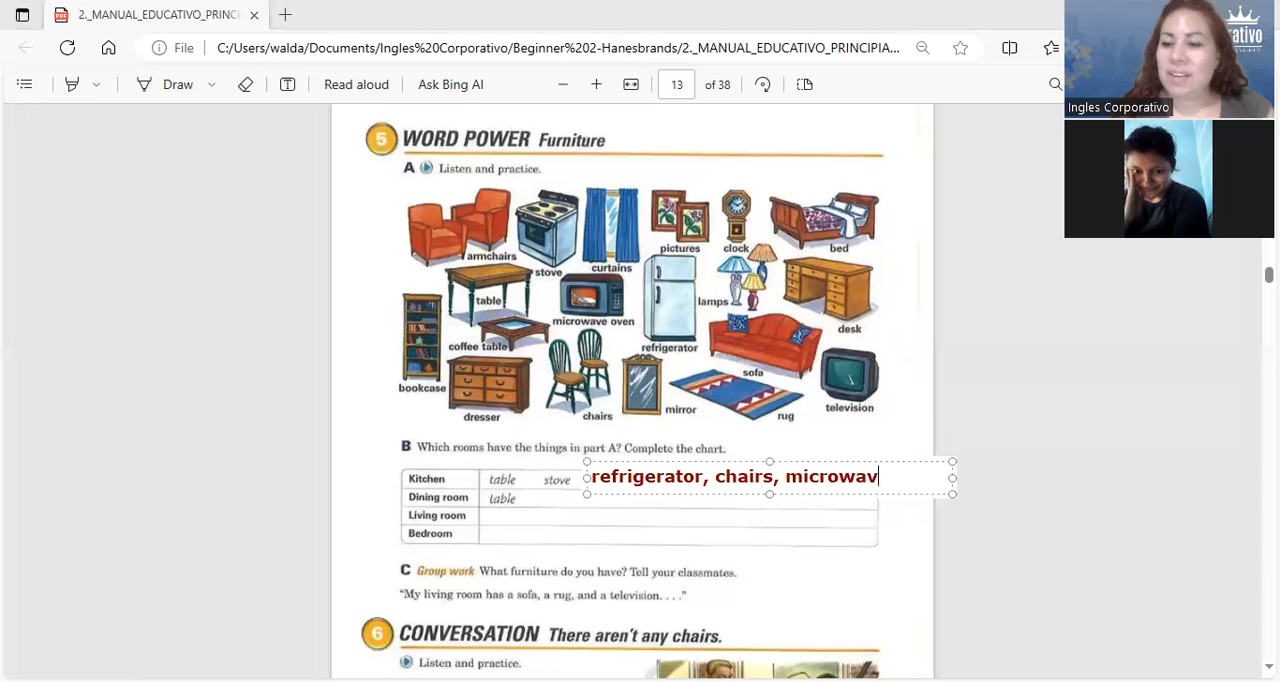 2._MANUAL_EDUCATIVO_PRINCI
File
C:/Users/walda/Documents/Ingles%20Corporativo/Beginner%202-Hanesbrands/2._MANUAL_EDUCATIVO_PRINCIPIA...
Draw
Read aloud
Ask Bing AI
13 of 38
rativo
Ingles Corporativo
5 WORD POWER Furniture
A Listen and practice.
armchairs
stove
curtains
pictures
clock
bed
table
microwave oven
lamps
desk
coffee table
refrigerator
sofa
bookcase
dresser
chairs
mirror
rug
television
B Which rooms have the things in part A? Complete the chart.
Kitchen table stove refrigerator, chairs, microwav
Dining room table
Living room
Bedroom
C Group work What furniture do you have? Tell your classmates.
"My living room has a sofa, a rug, and a television. . . ."
6 CONVERSATION There aren't any chairs.
Listen and practice.